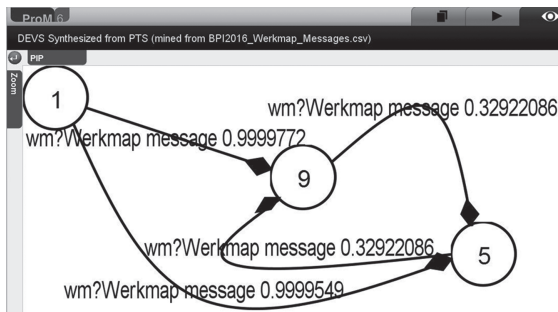 ProM 6
DEVS Synthesized from PTS (mined from BPI2016_Werkmap_Messages.csv)
PIP
Zoom
1
wm?Werkmap message 0.32922086
wm?Werkmap message 0.9999772
9
wm?Werkmap message 0.32922086
5
wm?Werkmap message 0.9999549